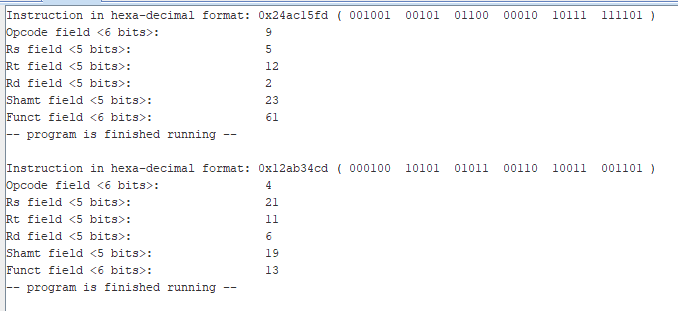 Instruction in hexa-decimal format: 0x24ac15fd ( 001001 00101 01100 00010 10111 111101 )
Opcode field <6 bits>: 9
Rs field <5 bits>: 5
Rt field <5 bits>: 12
Rd field <5 bits>: 2
Shamt field <5 bits>: 23
Funct field <6 bits>: 61
-- program is finished running --
Instruction in hexa-decimal format: 0x12ab34cd ( 000100 10101 01011 00110 10011 001101 )
Opcode field <6 bits>: 4
Rs field <5 bits>: 21
Rt field <5 bits>: 11
Rd field <5 bits>: 6
Shamt field <5 bits>: 19
Funct field <6 bits>: 13
-- program is finished running --